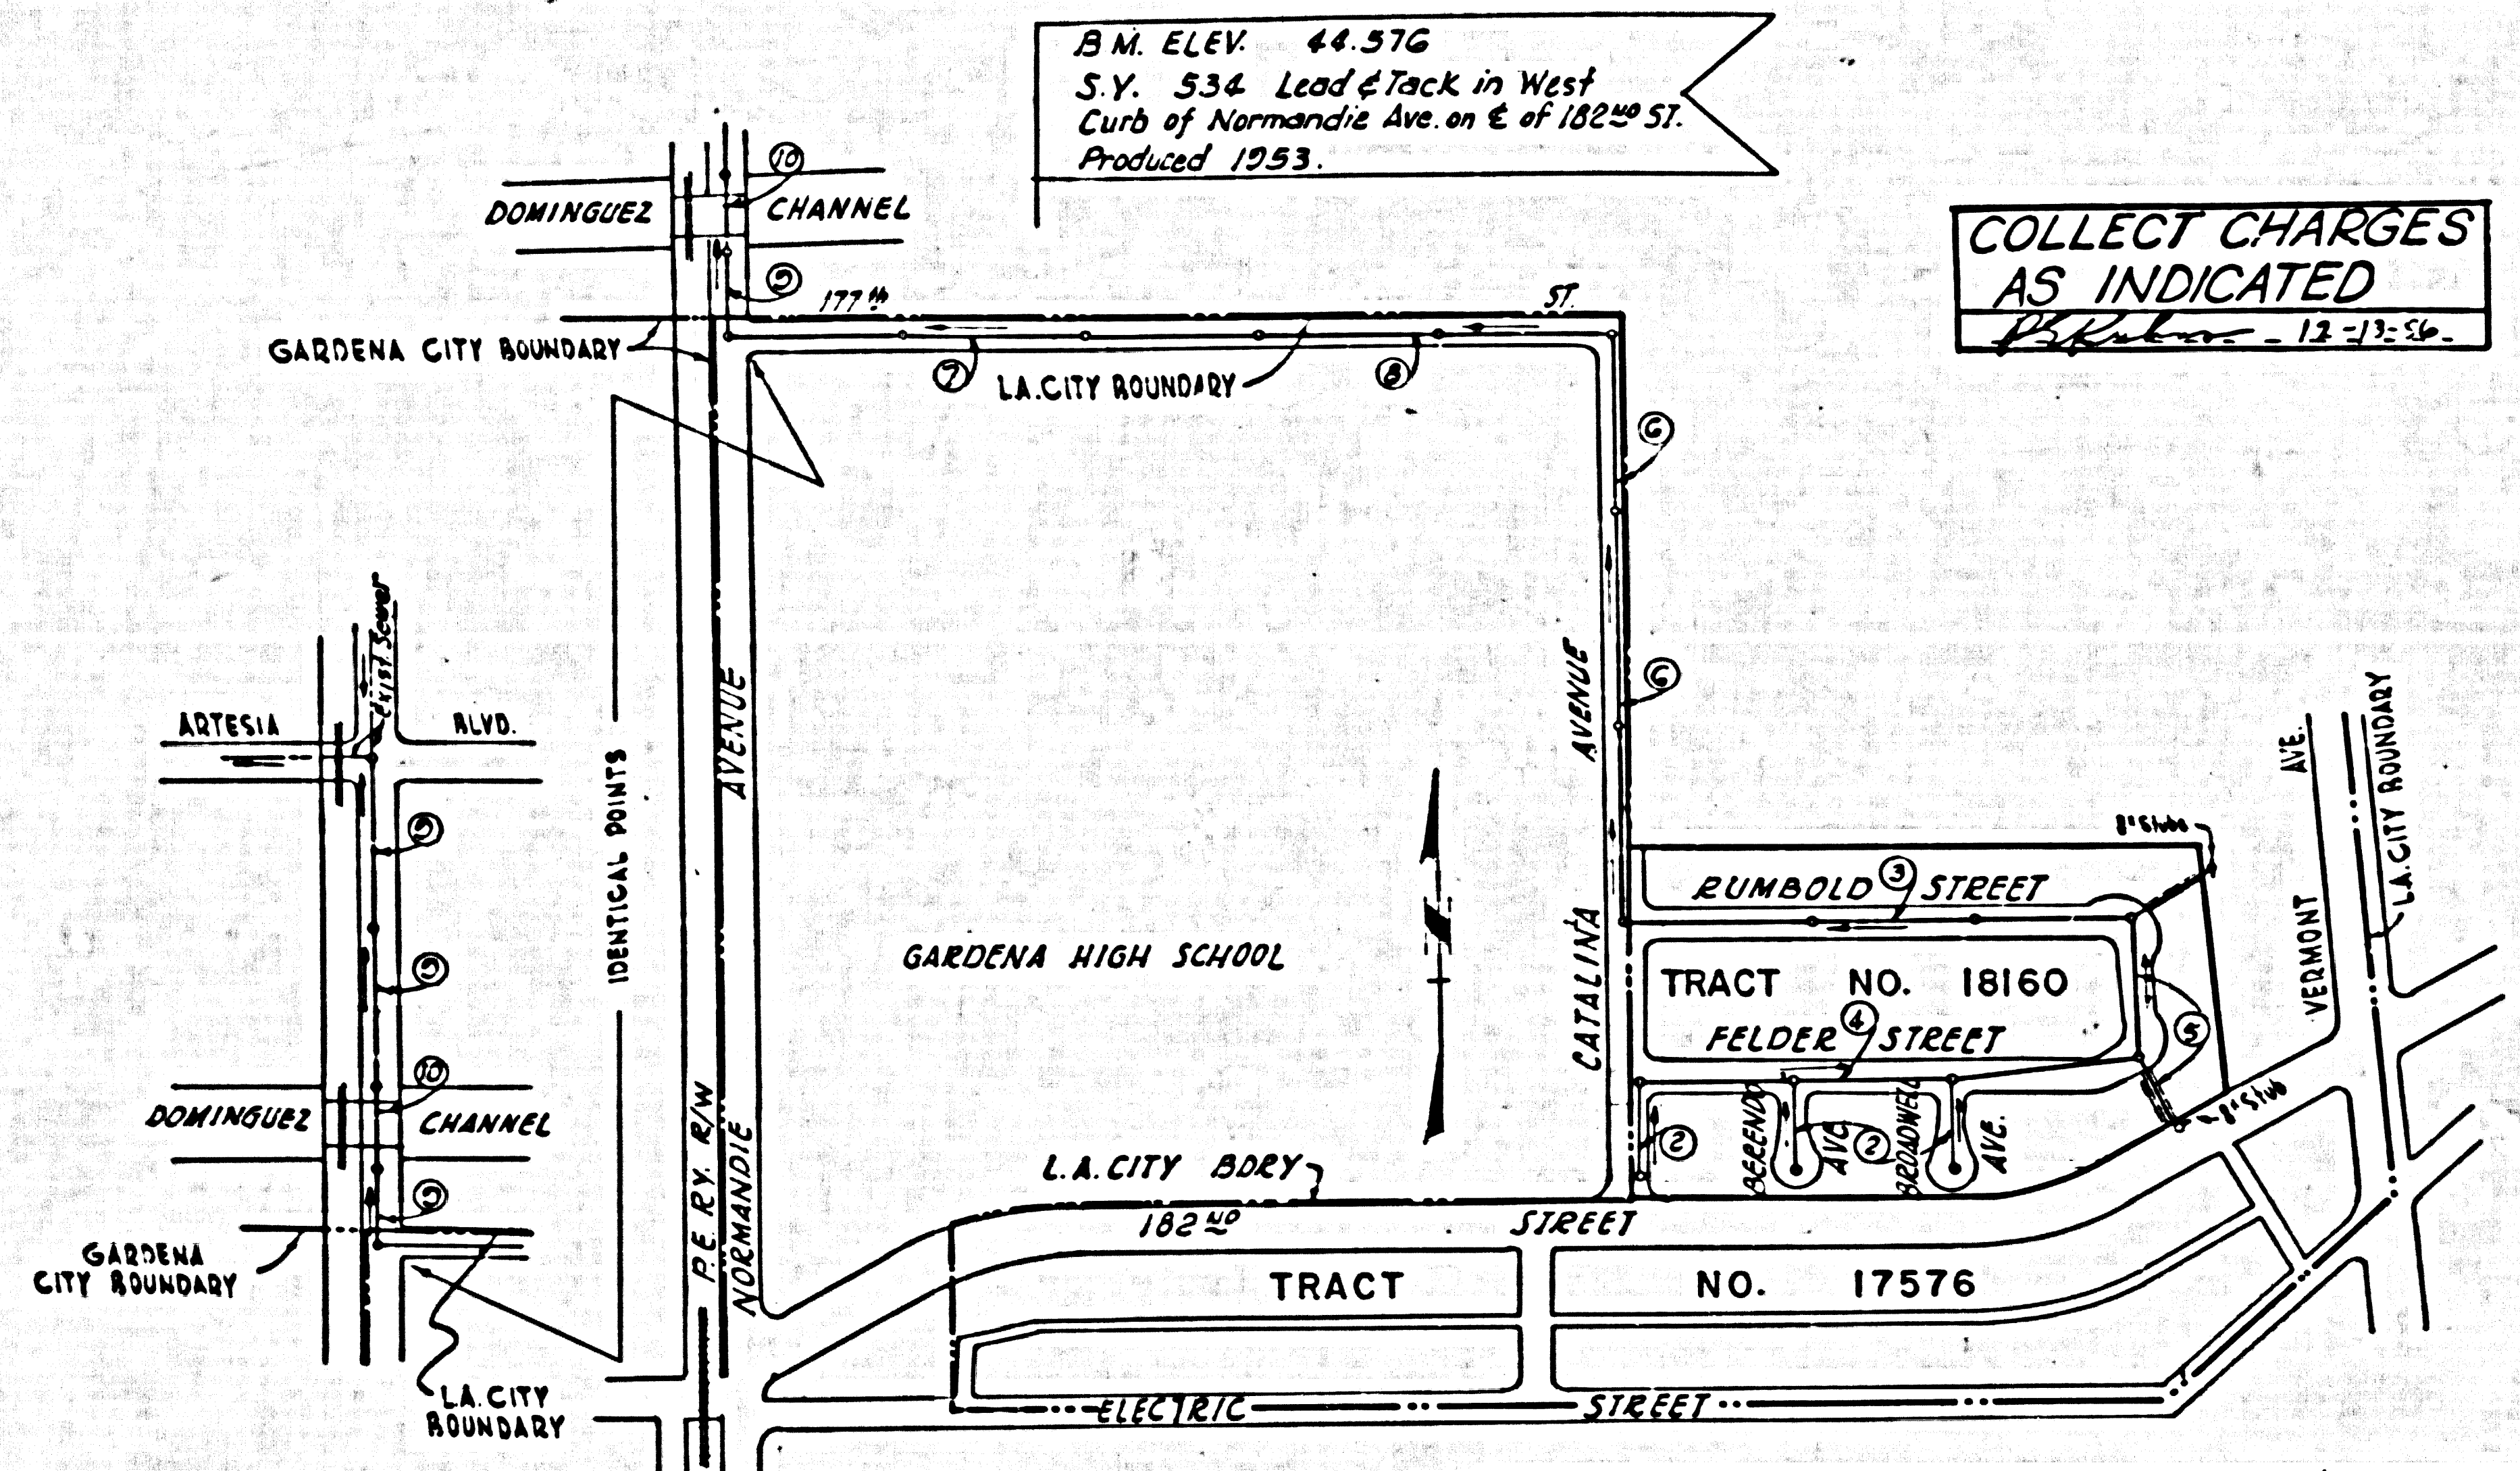 B M. ELEV. 44.576
S.Y. 534 Lead & Tack in West
Curb of Normandie Ave. on ℄ of 182ND ST.
Produced 1953.
COLLECT CHARGES
AS INDICATED
12-13-56
10
DOMINGUEZ CHANNEL
9
177th ST.
GARDENA CITY BOUNDARY
7
L.A. CITY BOUNDARY
8
6
Exist. Sewer
ARTESIA BLVD.
AVENUE
AVENUE
6
IDENTICAL POINTS
VERMONT AVE.
L.A. CITY BOUNDARY
9
8" Stubs
RUMBOLD 3 STREET
GARDENA HIGH SCHOOL
CATALINA
9
TRACT NO. 18160
FELDER 4 STREET
5
10
DOMINGUEZ CHANNEL
P.E. RY. R/W
NORMANDIE
8" Stub
2
BERENDO AVE
2
BROADWELL AVE.
L.A. CITY BDRY
9
182ND STREET
GARDENA
CITY BOUNDARY
TRACT NO. 17576
L.A. CITY
BOUNDARY
ELECTRIC STREET